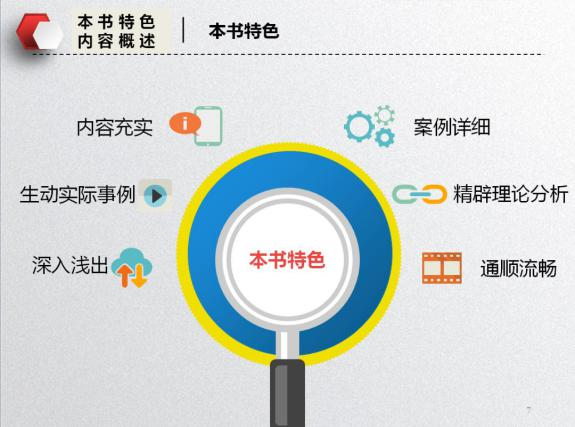 本书特色
内容概述
本书特色
内容充实
i
案例详细
生动实际事例
精辟理论分析
深入浅出
本书特色
通顺流畅
7